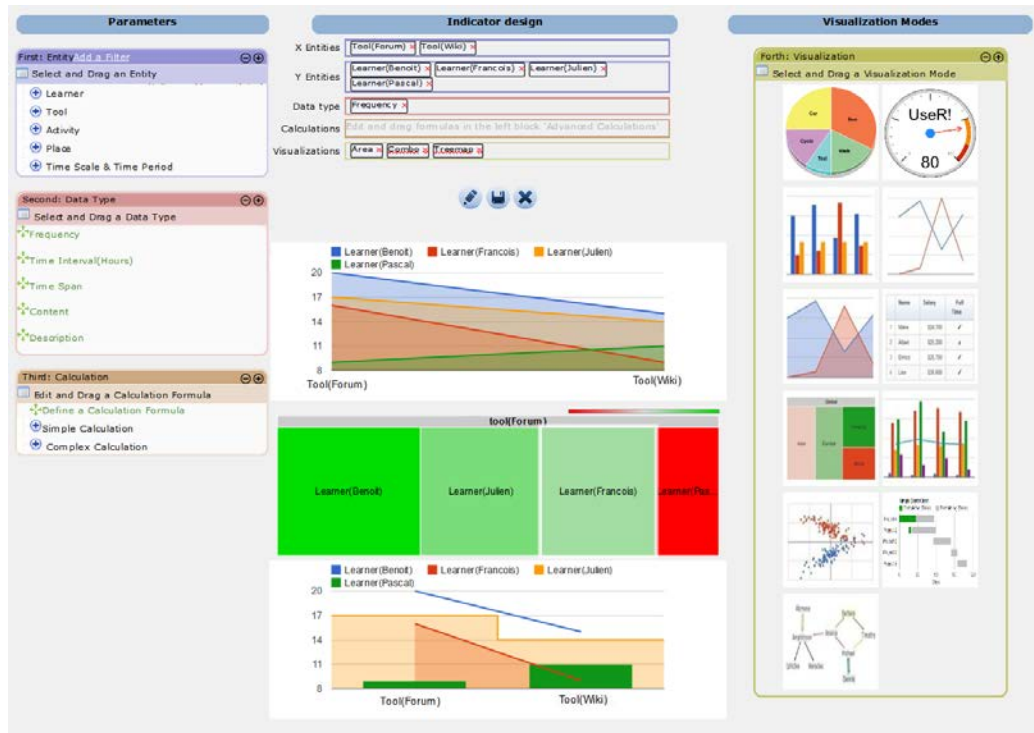 Parameters
First: Entity Add a Filter
Select and Drag an Entity
Learner
Tool
Activity
Place
Time Scale & Time Period
Second: Data Type
Select and Drag a Data Type
Frequency
Time Interval(Hours)
Time Span
Content
Description
Third: Calculation
Edit and Drag a Calculation Formula
Define a Calculation Formula
Simple Calculation
Complex Calculation
Indicator design
X Entities Tool(Forum) x Tool(Wiki) x
Y Entities Learner(Benoit) x Learner(Francois) x Learner(Julien) x
Learner(Pascal) x
Data type Frequency x
Calculations Edd and drag formulas in the left block 'Advanced Calculations'
Visualizations Area x Combo x Treemap x
Learner(Benoit) Learner(Francois) Learner(Julien)
Learner(Pascal)
20
17
14
11
8
Tool(Forum) Tool(Wiki)
tool(Forum)
Learner(Benoit) Learner(Julien) Learner(Francois) Learner(Pas...
Learner(Benoit) Learner(Francois) Learner(Julien)
Learner(Pascal)
20
17
14
11
8
Tool(Forum) Tool(Wiki)
Visualization Modes
Forth: Visualization
Select and Drag a Visualization Mode
UseR!
80
Name Salary Full
Time